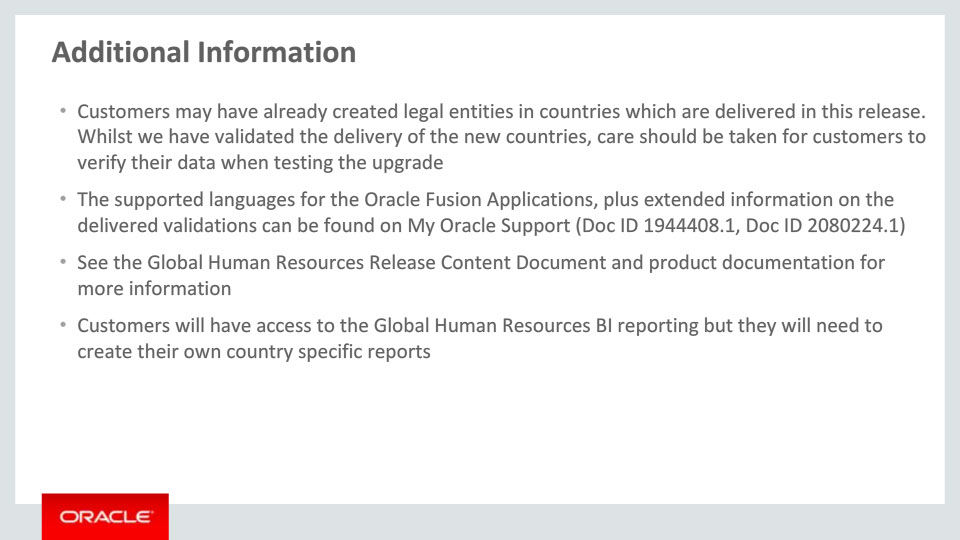 Additional Information
• Customers may have already created legal entities in countries which are delivered in this release.
Whilst we have validated the delivery of the new countries, care should be taken for customers to
verify their data when testing the upgrade
• The supported languages for the Oracle Fusion Applications, plus extended information on the
delivered validations can be found on My Oracle Support (Doc ID 1944408.1, Doc ID 2080224.1)
• See the Global Human Resources Release Content Document and product documentation for
more information
• Customers will have access to the Global Human Resources BI reporting but they will need to
create their own country specific reports
ORACLE